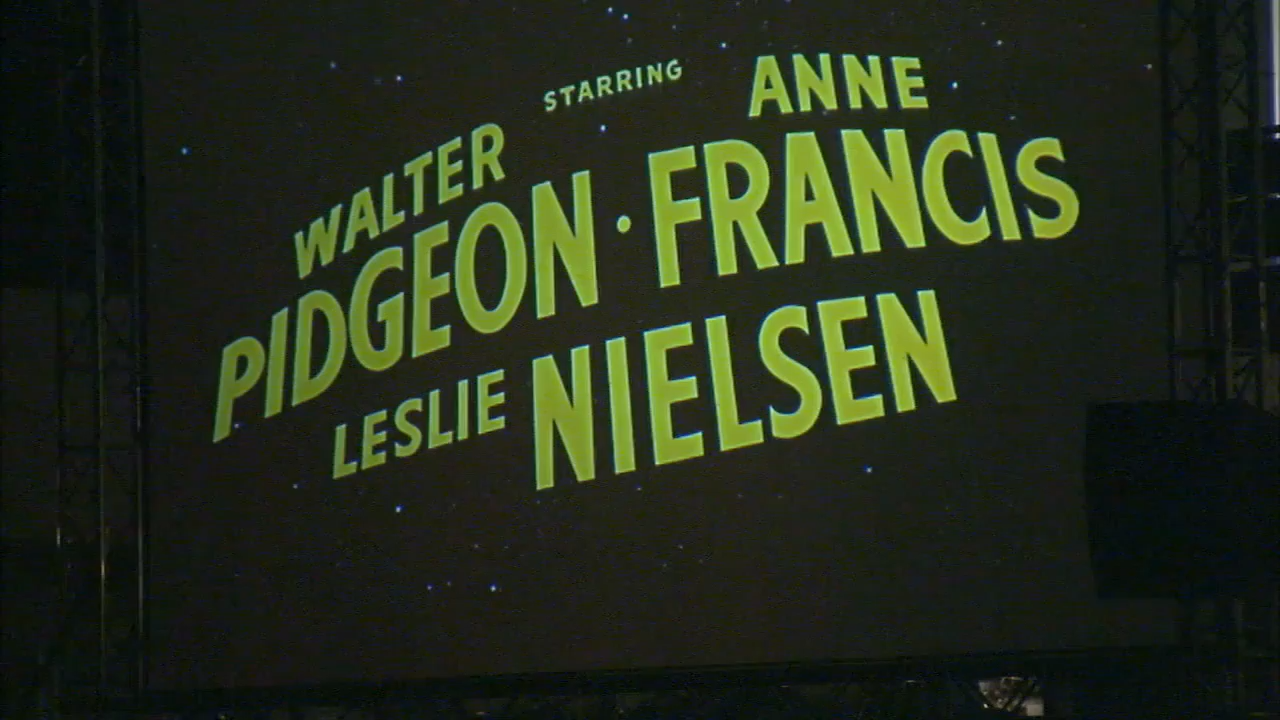 STARRING
WALTER PIDGEON · ANNE FRANCIS
LESLIE NIELSEN